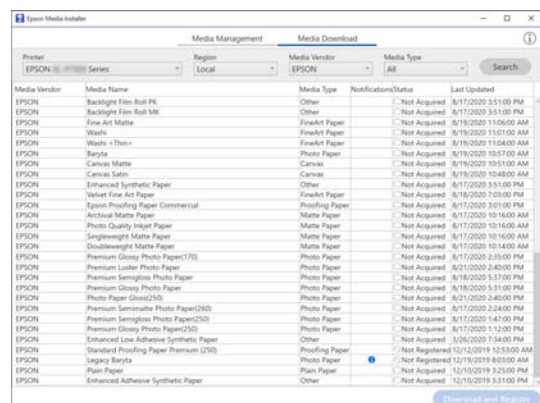 Epson Media Installer
Media Management Media Download
Printer Region Media Vendor Media Type
EPSON Series Local EPSON All Search
Media Vendor Media Name Media Type Notifications Status Last Updated
EPSON Backlight Film Roll PK Other Not Acquired 8/17/2020 3:51:00 PM
EPSON Backlight Film Roll MK Other Not Acquired 8/17/2020 3:51:00 PM
EPSON Fine Art Matte FineArt Paper Not Acquired 8/19/2020 11:06:00 AM
EPSON Washi FineArt Paper Not Acquired 8/19/2020 11:01:00 AM
EPSON Washi <Thin> FineArt Paper Not Acquired 8/19/2020 11:04:00 AM
EPSON Baryta Photo Paper Not Acquired 8/19/2020 10:57:00 AM
EPSON Canvas Matte Canvas Not Acquired 8/19/2020 10:51:00 AM
EPSON Canvas Satin Canvas Not Acquired 8/19/2020 10:48:00 AM
EPSON Enhanced Synthetic Paper Other Not Acquired 8/17/2020 3:51:00 PM
EPSON Velvet Fine Art Paper FineArt Paper Not Acquired 8/18/2020 7:03:00 PM
EPSON Epson Proofing Paper Commercial Proofing Paper Not Acquired 8/17/2020 3:01:00 PM
EPSON Archival Matte Paper Matte Paper Not Acquired 8/17/2020 10:16:00 AM
EPSON Photo Quality Inkjet Paper Matte Paper Not Acquired 8/17/2020 10:16:00 AM
EPSON Singleweight Matte Paper Matte Paper Not Acquired 8/17/2020 10:16:00 AM
EPSON Doubleweight Matte Paper Matte Paper Not Acquired 8/17/2020 10:14:00 AM
EPSON Premium Glossy Photo Paper(170) Photo Paper Not Acquired 8/17/2020 2:35:00 PM
EPSON Premium Luster Photo Paper Photo Paper Not Acquired 8/21/2020 2:40:00 PM
EPSON Premium Semigloss Photo Paper Photo Paper Not Acquired 8/18/2020 5:37:00 PM
EPSON Premium Glossy Photo Paper Photo Paper Not Acquired 8/18/2020 5:31:00 PM
EPSON Photo Paper Gloss(250) Photo Paper Not Acquired 8/21/2020 2:40:00 PM
EPSON Premium Semimatte Photo Paper(260) Photo Paper Not Acquired 8/17/2020 2:24:00 PM
EPSON Premium Semigloss Photo Paper(250) Photo Paper Not Acquired 8/17/2020 1:47:00 PM
EPSON Premium Glossy Photo Paper(250) Photo Paper Not Acquired 8/17/2020 1:12:00 PM
EPSON Enhanced Low Adhesive Synthetic Paper Other Not Acquired 3/26/2020 7:34:00 PM
EPSON Standard Proofing Paper Premium (250) Proofing Paper Not Registered 12/12/2019 12:53:00 AM
EPSON Legacy Baryta Photo Paper Not Registered 12/19/2019 8:03:00 AM
EPSON Plain Paper Plain Paper Not Acquired 12/10/2019 3:25:00 PM
EPSON Enhanced Adhesive Synthetic Paper Other Not Acquired 12/10/2019 3:31:00 PM
Download and Register